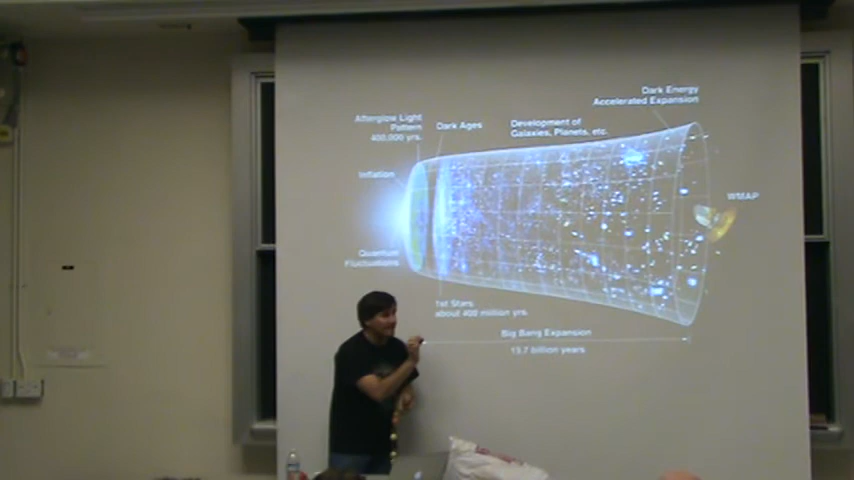 Dark Energy
Accelerated Expansion
Afterglow Light
Pattern
400,000 yrs.
Dark Ages
Development of
Galaxies, Planets, etc.
Inflation
WMAP
Quantum
Fluctuations
1st Stars
about 400 million yrs.
Big Bang Expansion
13.7 billion years